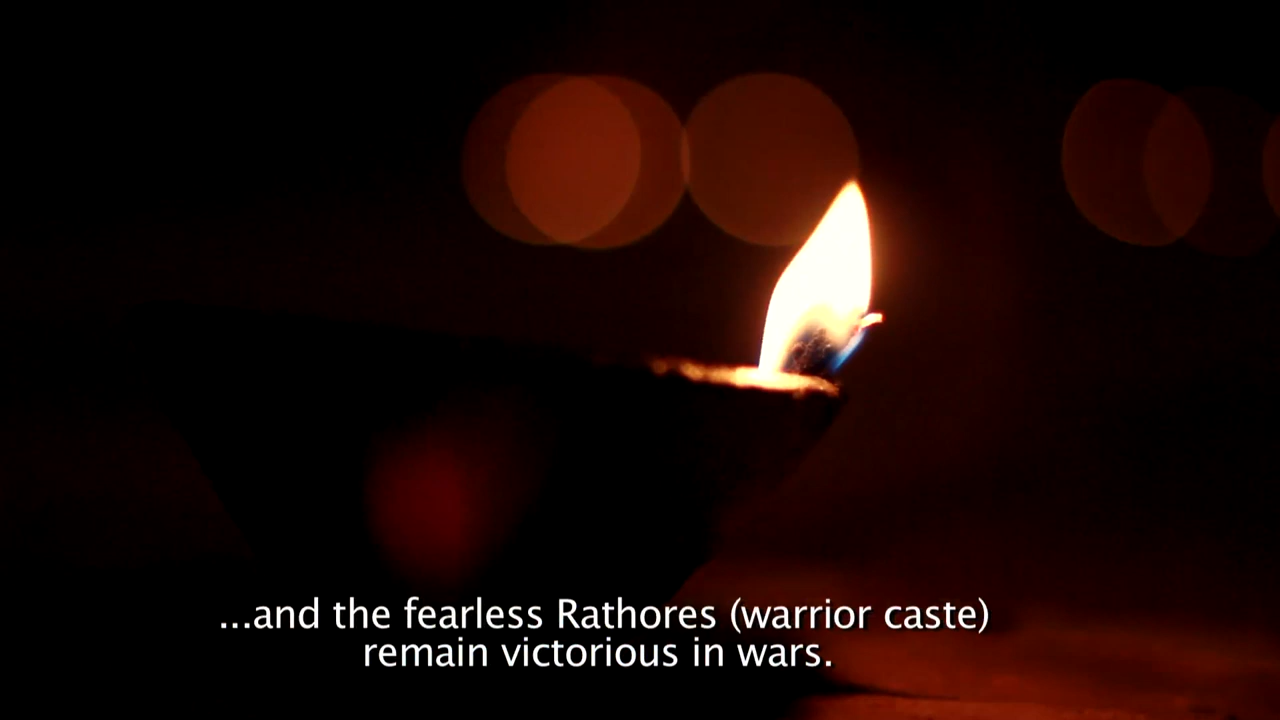 ...and the fearless Rathores (warrior caste)
remain victorious in wars.